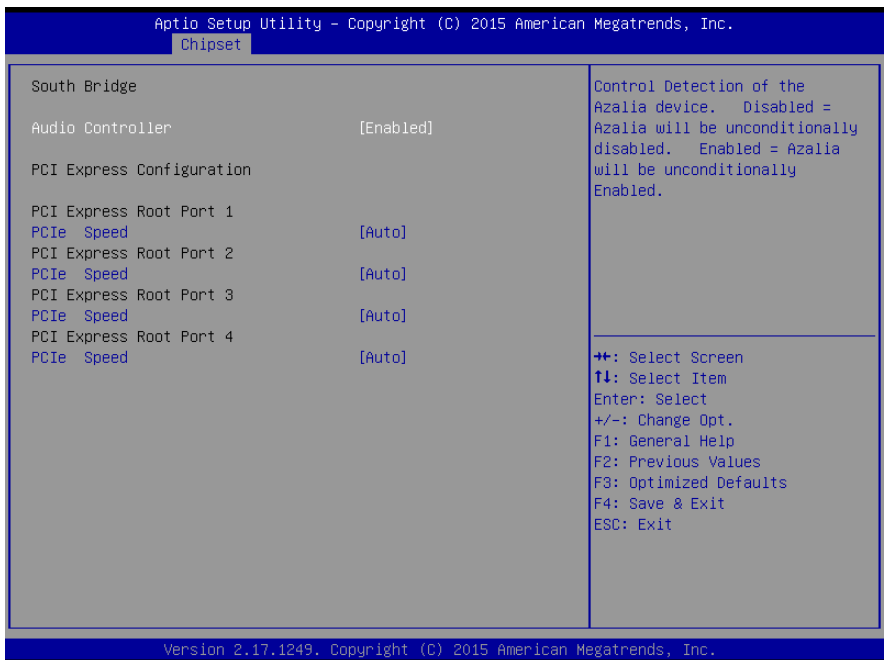 Aptio Setup Utility – Copyright (C) 2015 American Megatrends, Inc.
Chipset
South Bridge
Audio Controller [Enabled]
PCI Express Configuration
PCI Express Root Port 1
PCIe Speed [Auto]
PCI Express Root Port 2
PCIe Speed [Auto]
PCI Express Root Port 3
PCIe Speed [Auto]
PCI Express Root Port 4
PCIe Speed [Auto]
Control Detection of the
Azalia device. Disabled =
Azalia will be unconditionally
disabled. Enabled = Azalia
will be unconditionally
Enabled.
→←: Select Screen
↑↓: Select Item
Enter: Select
+/-: Change Opt.
F1: General Help
F2: Previous Values
F3: Optimized Defaults
F4: Save & Exit
ESC: Exit
Version 2.17.1249. Copyright (C) 2015 American Megatrends, Inc.